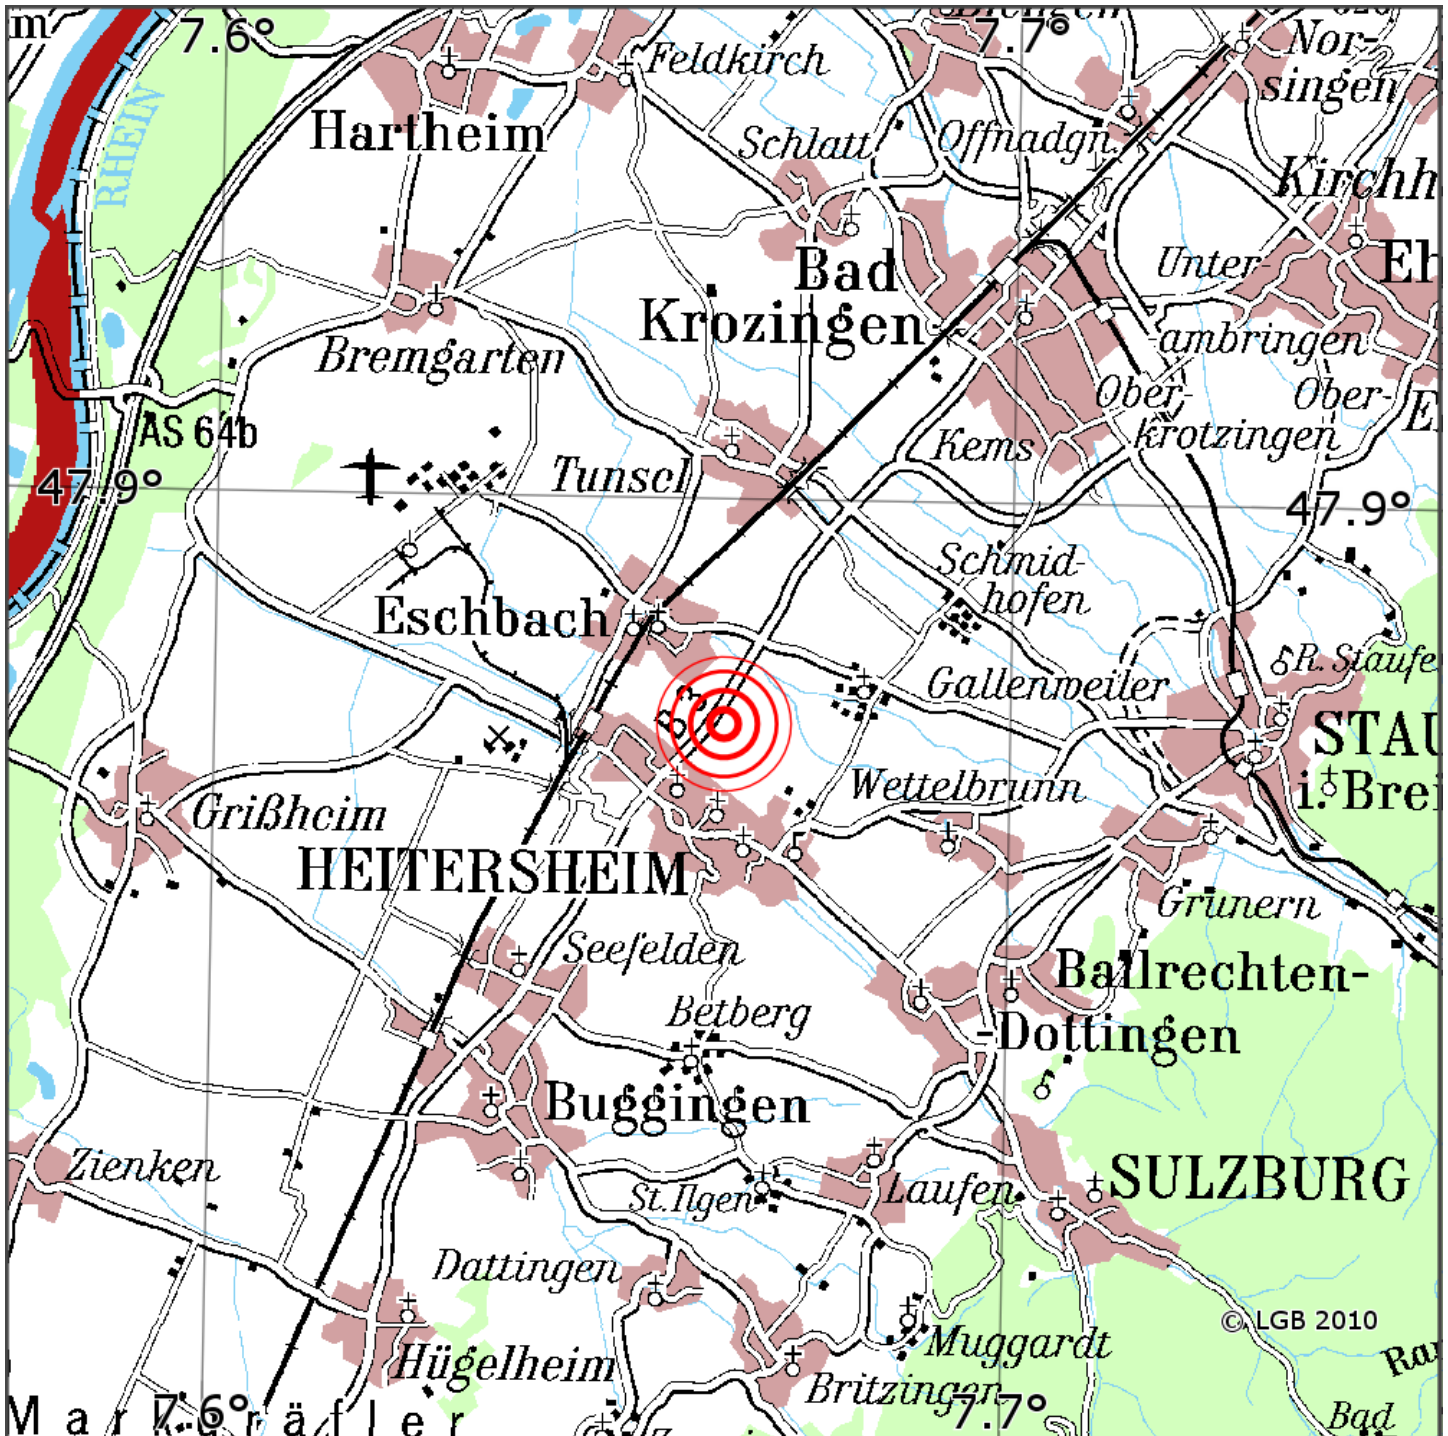 7.6°
7.7°
Nor-
singen
Feldkirch
RHEIN
Hartheim
Schlatt
Offnadgn
Kirchh
Bad
Krozingen
Unter-
Eh
-ambringen
Bremgarten
Ober-
krotzingen
Ober-
AS 64b
Kems
Tunsel
47.9°
47.9°
Schmid-
hofen
Eschbach
R. Staufe
Gallenweiler
B 3
STAU
i. Brei
Wettelbrunn
Grißheim
HEITERSHEIM
Grunern
Seefelden
Ballrechten-
-Dottingen
Betberg
Buggingen
Zienken
SULZBURG
St. Ilgen
Laufen
Dattingen
© LGB 2010
Muggardt
Hügelheim
Britzingen
Markgräfler
7.6°
7.7°
Bad